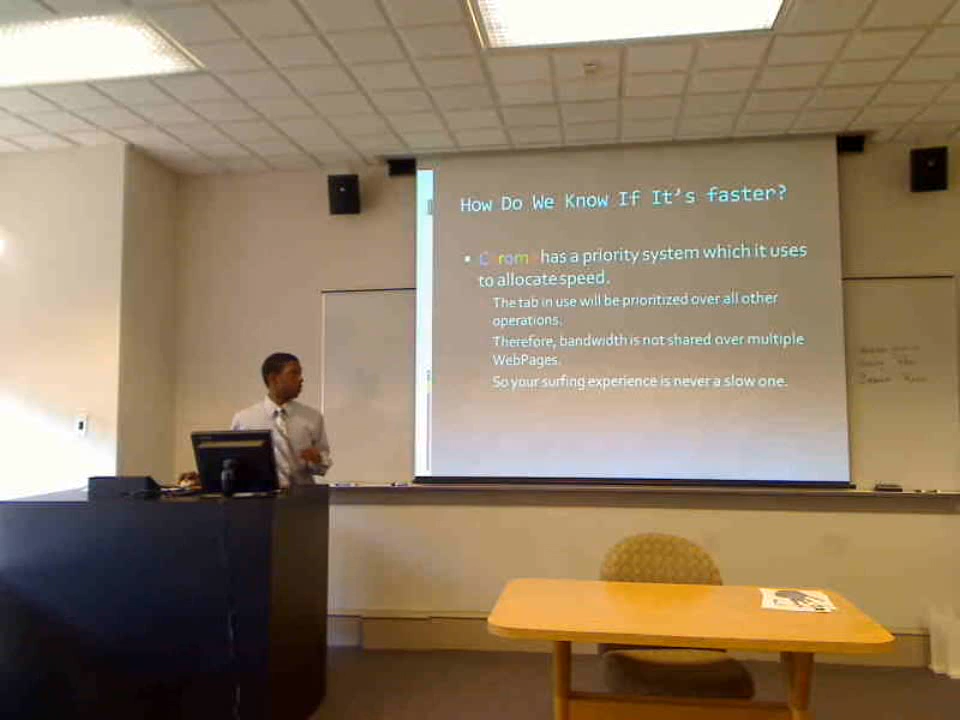 How Do We Know If It's faster?
Chrome has a priority system which it uses
to allocate speed.
The tab in use will be prioritized over all other
operations.
Therefore, bandwidth is not shared over multiple
WebPages.
So your surfing experience is never a slow one.